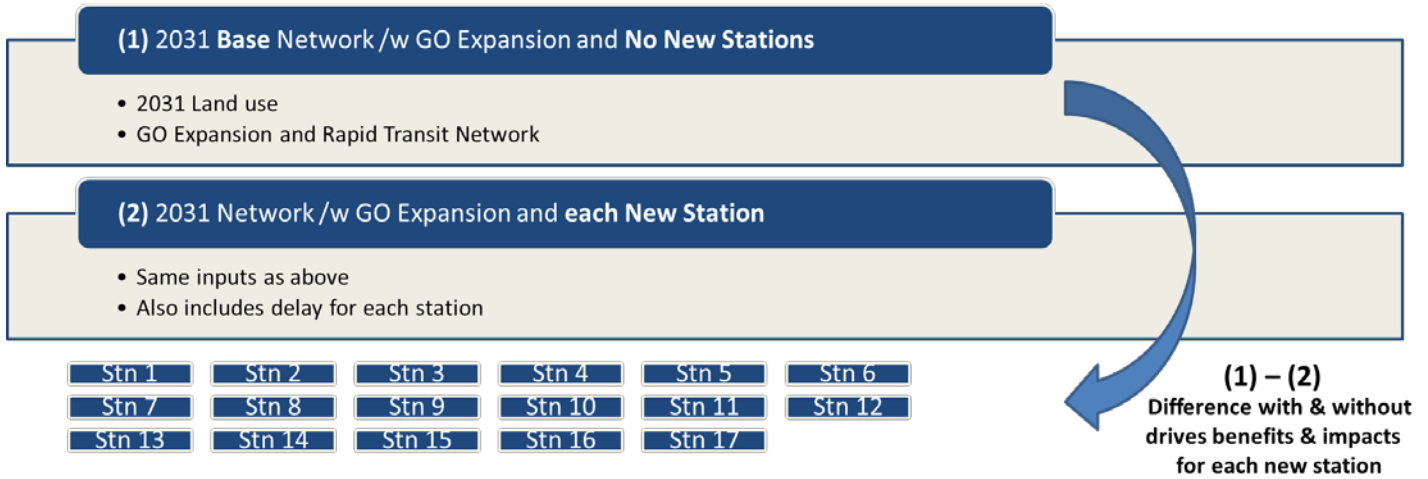 (1) 2031 Base Network /w GO Expansion and No New Stations
• 2031 Land use
• GO Expansion and Rapid Transit Network
(2) 2031 Network /w GO Expansion and each New Station
• Same inputs as above
• Also includes delay for each station
Stn 1 Stn 2 Stn 3 Stn 4 Stn 5 Stn 6
Stn 7 Stn 8 Stn 9 Stn 10 Stn 11 Stn 12
Stn 13 Stn 14 Stn 15 Stn 16 Stn 17
(1) – (2)
Difference with & without
drives benefits & impacts
for each new station